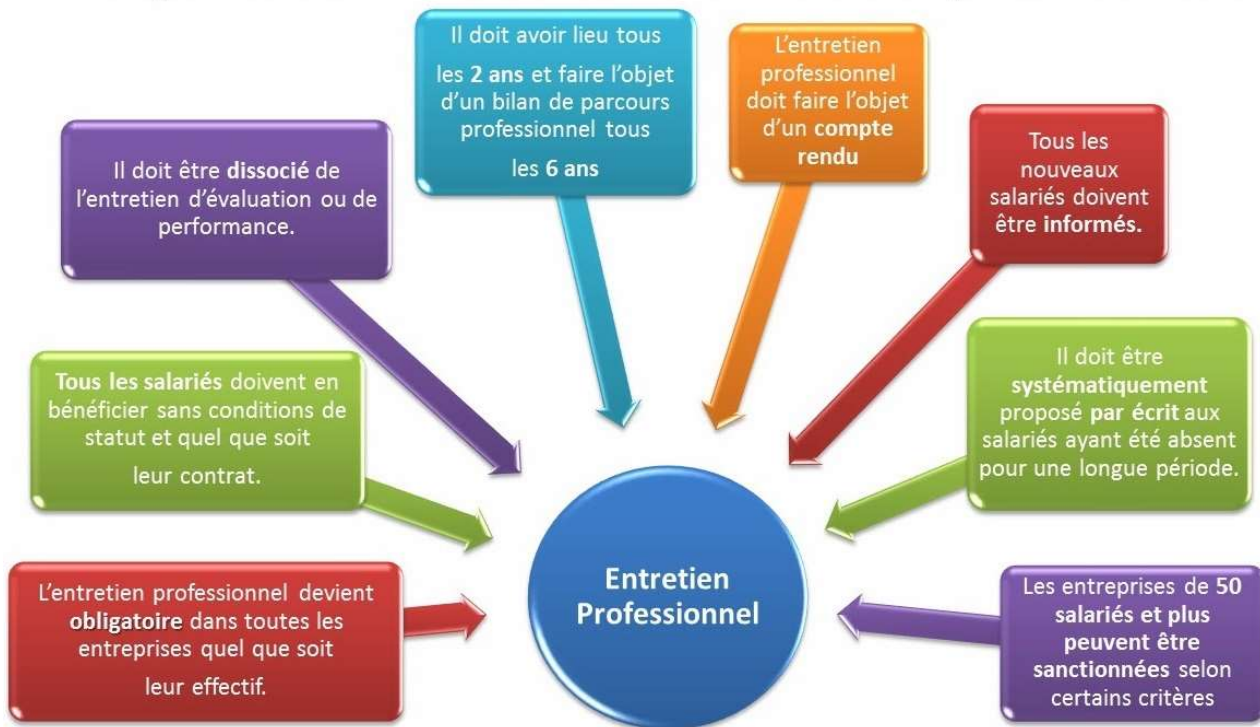 Il doit avoir lieu tous
les 2 ans et faire l'objet
d'un bilan de parcours
professionnel tous
les 6 ans
L'entretien
professionnel
doit faire l'objet
d'un compte
rendu
Il doit être dissocié de
l'entretien d'évaluation ou de
performance.
Tous les
nouveaux
salariés doivent
être informés.
Tous les salariés doivent en
bénéficier sans conditions de
statut et quel que soit
leur contrat.
Il doit être
systématiquement
proposé par écrit aux
salariés ayant été absent
pour une longue période.
L'entretien professionnel devient
obligatoire dans toutes les
entreprises quel que soit
leur effectif.
Entretien
Professionnel
Les entreprises de 50
salariés et plus
peuvent être
sanctionnées selon
certains critères